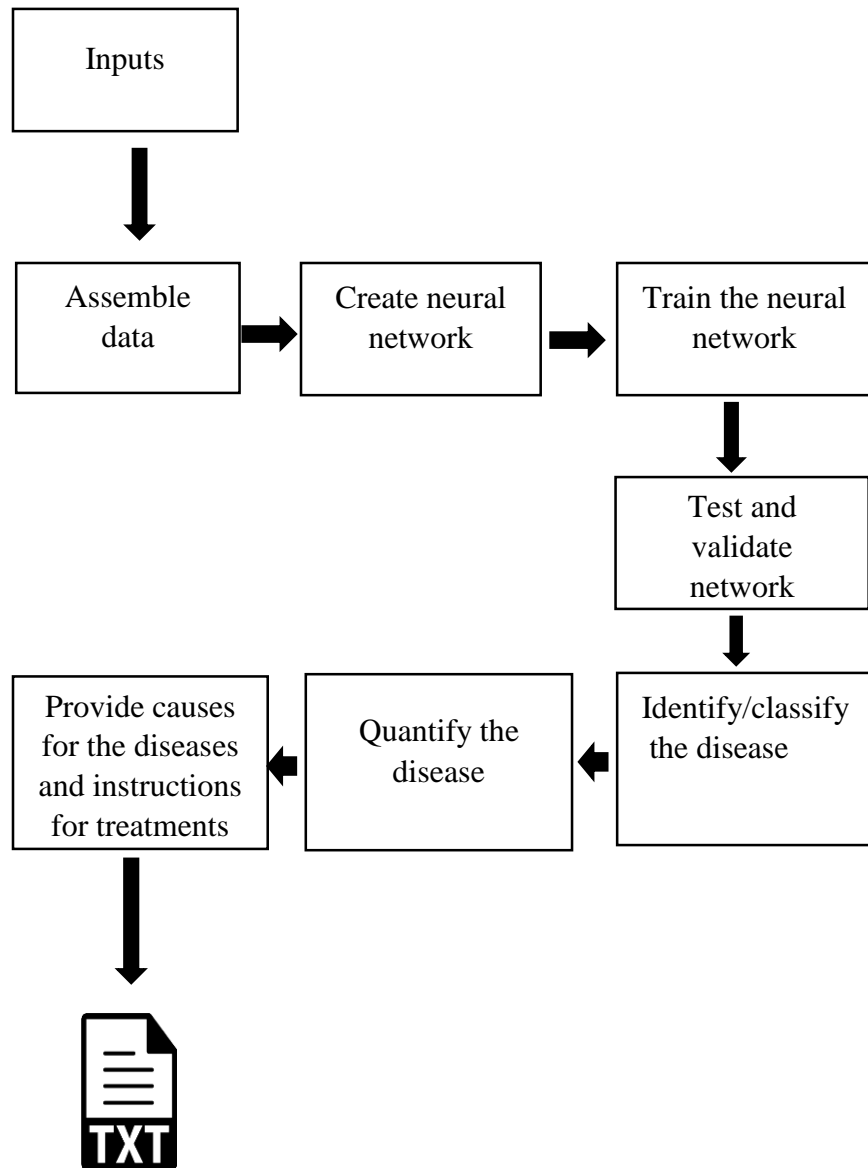 Inputs
Assemble
data
Create neural
network
Train the neural
network
Test and
validate
network
Identify/classify
the disease
Quantify the
disease
Provide causes
for the diseases
and instructions
for treatments
TXT